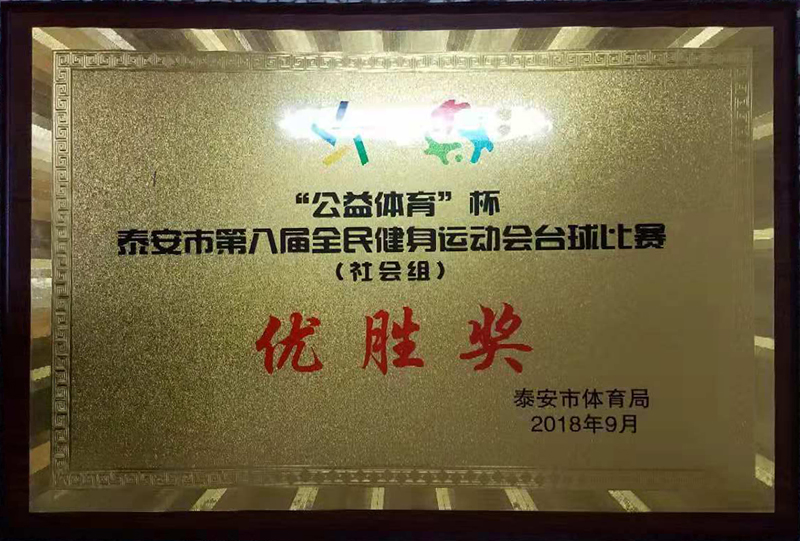 “公益体育”杯
泰安市第八届全民健身运动会台球比赛
（社会组）
优胜奖
泰安市体育局
2018年9月